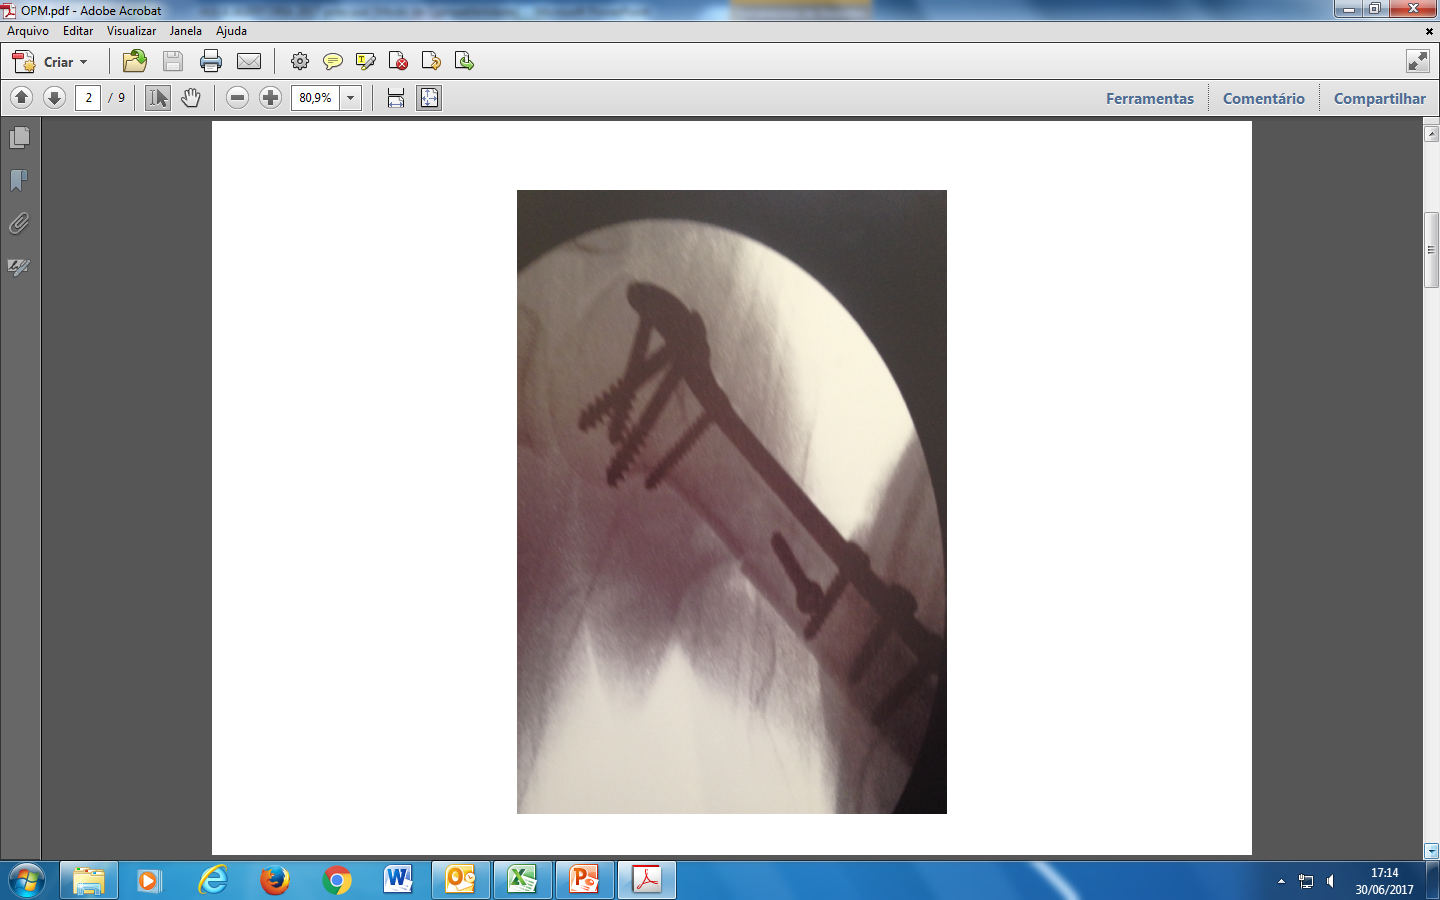 OPM.pdf - Adobe Acrobat
Arquivo Editar Visualizar Janela Ajuda
Criar
2 / 9 80,9% Ferramentas Comentário Compartilhar
17:14
30/06/2017